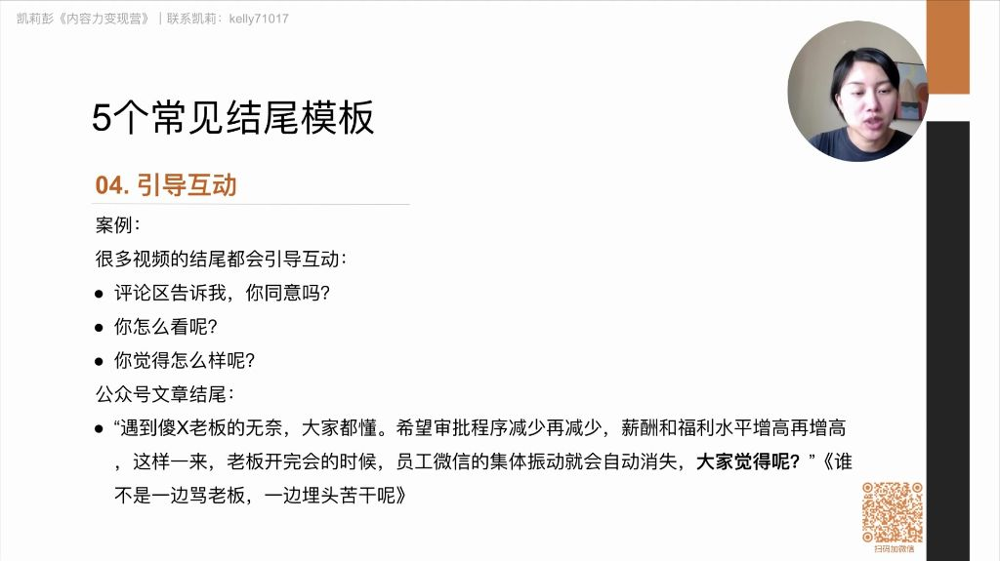 凯莉彭《内容力变现营》｜联系凯莉：kelly71017
5个常见结尾模板
04. 引导互动
案例：
很多视频的结尾都会引导互动：
● 评论区告诉我，你同意吗？
● 你怎么看呢？
● 你觉得怎么样呢？
公众号文章结尾：
● “遇到傻X老板的无奈，大家都懂。希望审批程序减少再减少，薪酬和福利水平增高再增高
，这样一来，老板开完会的时候，员工微信的集体振动就会自动消失，大家觉得呢？”《谁
不是一边骂老板，一边埋头苦干呢》
扫码加微信